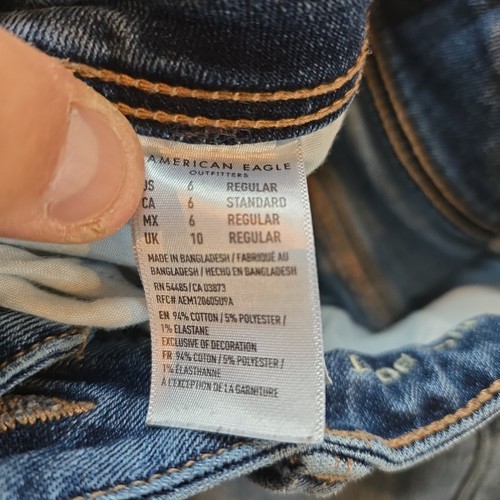 AMERICAN EAGLE
OUTFITTERS
US 6 REGULAR
CA 6 STANDARD
MX 6 REGULAR
UK 10 REGULAR
MADE IN BANGLADESH / FABRIQUÉ AU
BANGLADESH / HECHO EN BANGLADESH
RN 54485 / CA 03873
RFC# AEM12060509A
EN 94% COTTON / 5% POLYESTER /
1% ELASTANE
EXCLUSIVE OF DECORATION
FR 94% COTON / 5% POLYESTER /
1% ÉLASTHANNE
À L'EXCEPTION DE LA GARNITURE